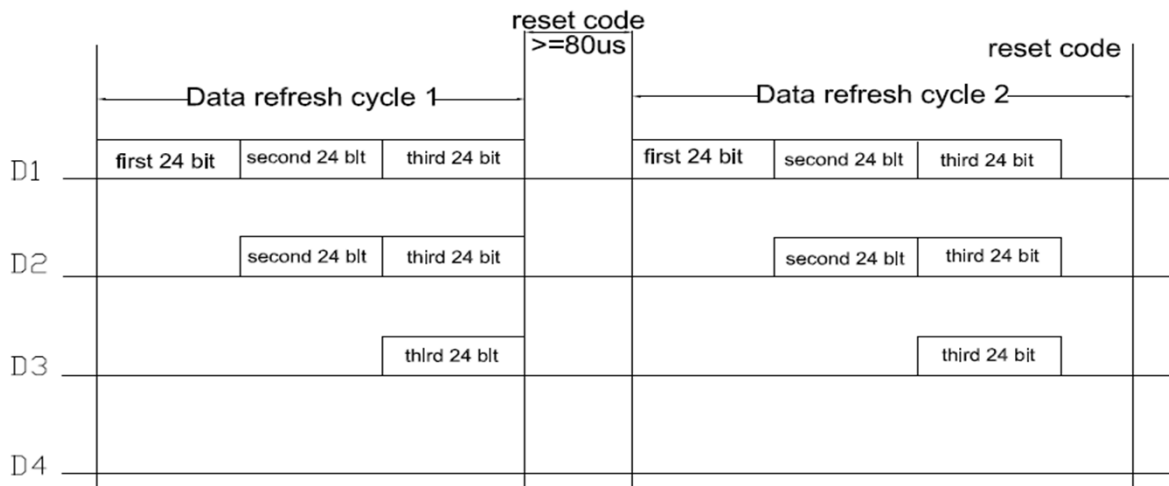 reset code
>=80us
reset code
Data refresh cycle 1
Data refresh cycle 2
D1 first 24 bit second 24 blt third 24 bit first 24 bit second 24 blt third 24 bit
D2 second 24 blt third 24 bit second 24 blt third 24 bit
D3 thlrd 24 blt third 24 bit
D4